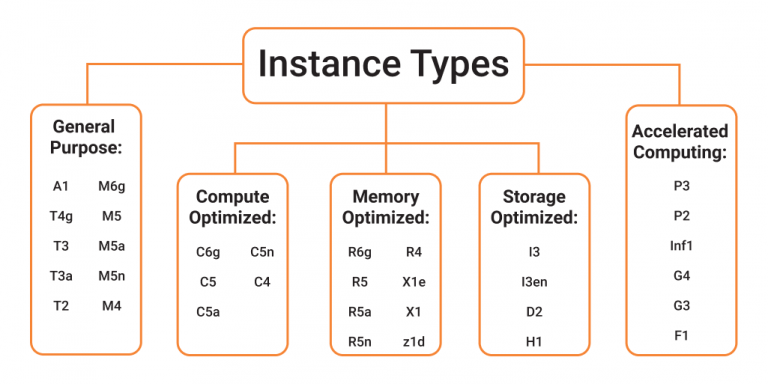 Instance Types
General
Purpose:
A1 M6g
T4g M5
T3 M5a
T3a M5n
T2 M4
Compute
Optimized:
C6g C5n
C5 C4
C5a
Memory
Optimized:
R6g R4
R5 X1e
R5a X1
R5n z1d
Storage
Optimized:
I3
I3en
D2
H1
Accelerated
Computing:
P3
P2
Inf1
G4
G3
F1